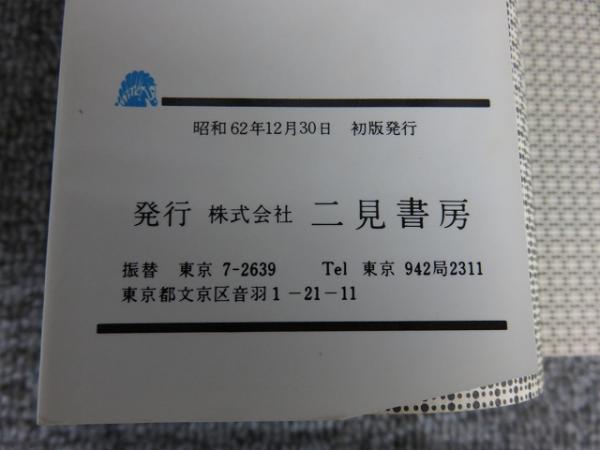 昭和62年12月30日 初版発行
発行 株式会社 二見書房
振替 東京 7-2639 Tel 東京 942局2311
東京都文京区音羽1-21-11